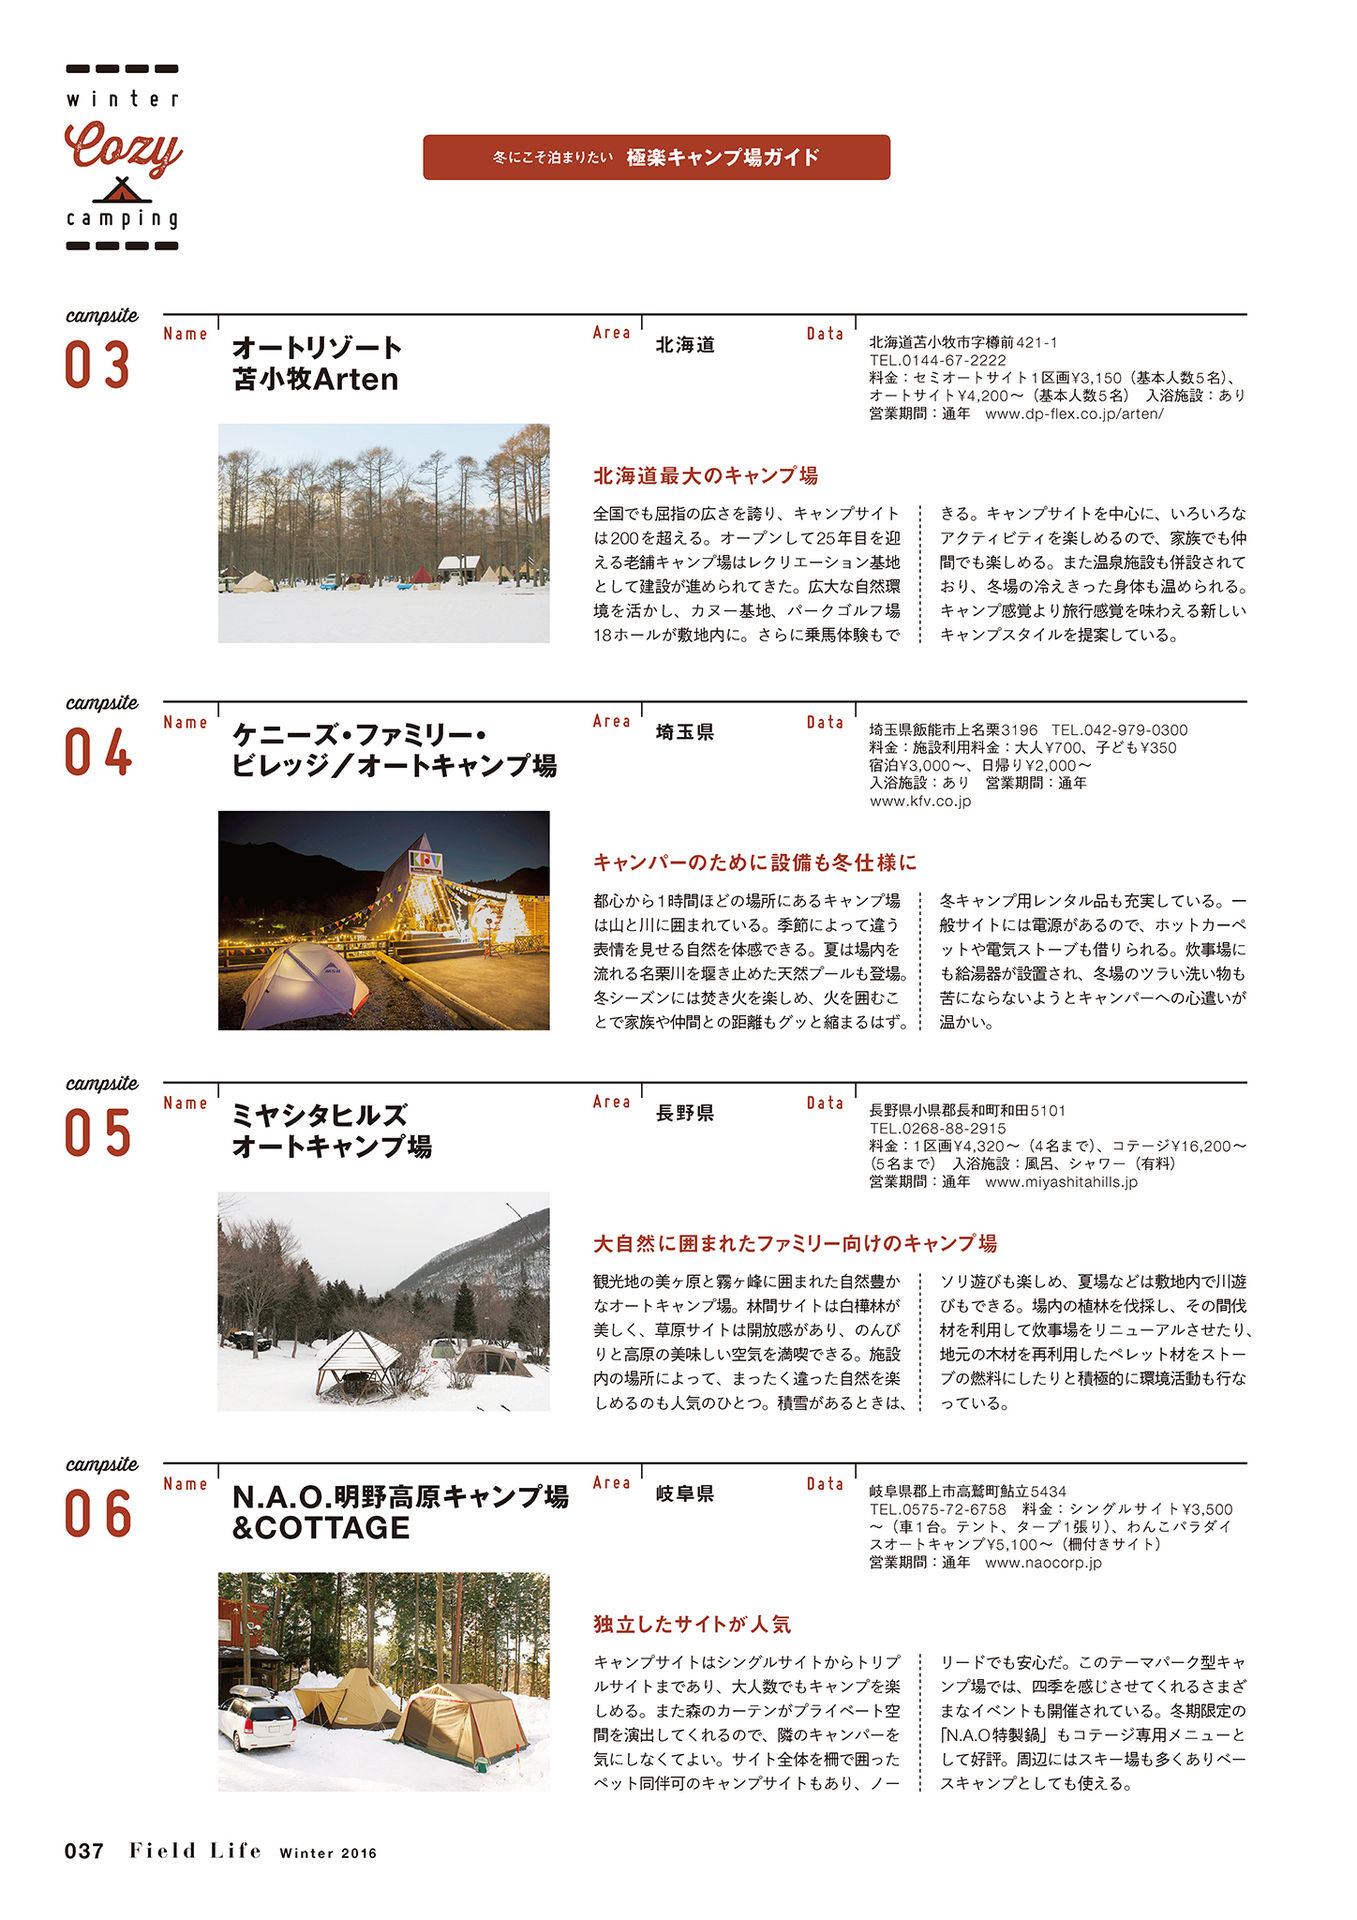 winter
Cozy
camping
冬にこそ泊まりたい 極楽キャンプ場ガイド
campsite
03
Name
オートリゾート
苫小牧Arten
Area
北海道
Data
北海道苫小牧市字樽前421-1
TEL.0144-67-2222
料金：セミオートサイト1区画¥3,150（基本人数5名）、
オートサイト¥4,200〜（基本人数5名）　入浴施設：あり
営業期間：通年　www.dp-flex.co.jp/arten/
北海道最大のキャンプ場
全国でも屈指の広さを誇り、キャンプサイト
は200を超える。オープンして25年目を迎
える老舗キャンプ場はレクリエーション基地
として建設が進められてきた。広大な自然環
境を活かし、カヌー基地、パークゴルフ場
18ホールが敷地内に。さらに乗馬体験もで
きる。キャンプサイトを中心に、いろいろな
アクティビティを楽しめるので、家族でも仲
間でも楽しめる。また温泉施設も併設されて
おり、冬場の冷えきった身体も温められる。
キャンプ感覚より旅行感覚を味わえる新しい
キャンプスタイルを提案している。
campsite
04
Name
ケニーズ・ファミリー・
ビレッジ／オートキャンプ場
Area
埼玉県
Data
埼玉県飯能市上名栗3196　TEL.042-979-0300
料金：施設利用料金：大人¥700、子ども¥350
宿泊¥3,000〜、日帰り¥2,000〜
入浴施設：あり　営業期間：通年
www.kfv.co.jp
KFV
MSR
キャンパーのために設備も冬仕様に
都心から1時間ほどの場所にあるキャンプ場
は山と川に囲まれている。季節によって違う
表情を見せる自然を体感できる。夏は場内を
流れる名栗川を堰き止めた天然プールも登場。
冬シーズンには焚き火を楽しめ、火を囲むこ
とで家族や仲間との距離もグッと縮まるはず。
冬キャンプ用レンタル品も充実している。一
般サイトには電源があるので、ホットカーペ
ットや電気ストーブも借りられる。炊事場に
も給湯器が設置され、冬場のツラい洗い物も
苦にならないようとキャンパーへの心遣いが
温かい。
campsite
05
Name
ミヤシタヒルズ
オートキャンプ場
Area
長野県
Data
長野県小県郡長和町和田5101
TEL.0268-88-2915
料金：1区画¥4,320〜（4名まで）、コテージ¥16,200〜
（5名まで）　入浴施設：風呂、シャワー（有料）
営業期間：通年　www.miyashitahills.jp
大自然に囲まれたファミリー向けのキャンプ場
観光地の美ヶ原と霧ヶ峰に囲まれた自然豊か
なオートキャンプ場。林間サイトは白樺林が
美しく、草原サイトは開放感があり、のんび
りと高原の美味しい空気を満喫できる。施設
内の場所によって、まったく違った自然を楽
しめるのも人気のひとつ。積雪があるときは、
ソリ遊びも楽しめ、夏場などは敷地内で川遊
びもできる。場内の植林を伐採し、その間伐
材を利用して炊事場をリニューアルさせたり、
地元の木材を再利用したペレット材をストー
ブの燃料にしたりと積極的に環境活動も行な
っている。
campsite
06
Name
N.A.O.明野高原キャンプ場
&COTTAGE
Area
岐阜県
Data
岐阜県郡上市高鷲町鮎立5434
TEL.0575-72-6758　料金：シングルサイト¥3,500
〜（車1台。テント、タープ1張り）、わんこパラダイ
スオートキャンプ¥5,100〜（柵付きサイト）
営業期間：通年　www.naocorp.jp
独立したサイトが人気
キャンプサイトはシングルサイトからトリプ
ルサイトまであり、大人数でもキャンプを楽
しめる。また森のカーテンがプライベート空
間を演出してくれるので、隣のキャンパーを
気にしなくてよい。サイト全体を柵で囲った
ペット同伴可のキャンプサイトもあり、ノー
リードでも安心だ。このテーマパーク型キャ
ンプ場では、四季を感じさせてくれるさまざ
まなイベントも開催されている。冬期限定の
「N.A.O特製鍋」もコテージ専用メニューと
して好評。周辺にはスキー場も多くありベー
スキャンプとしても使える。
037 Field Life Winter 2016